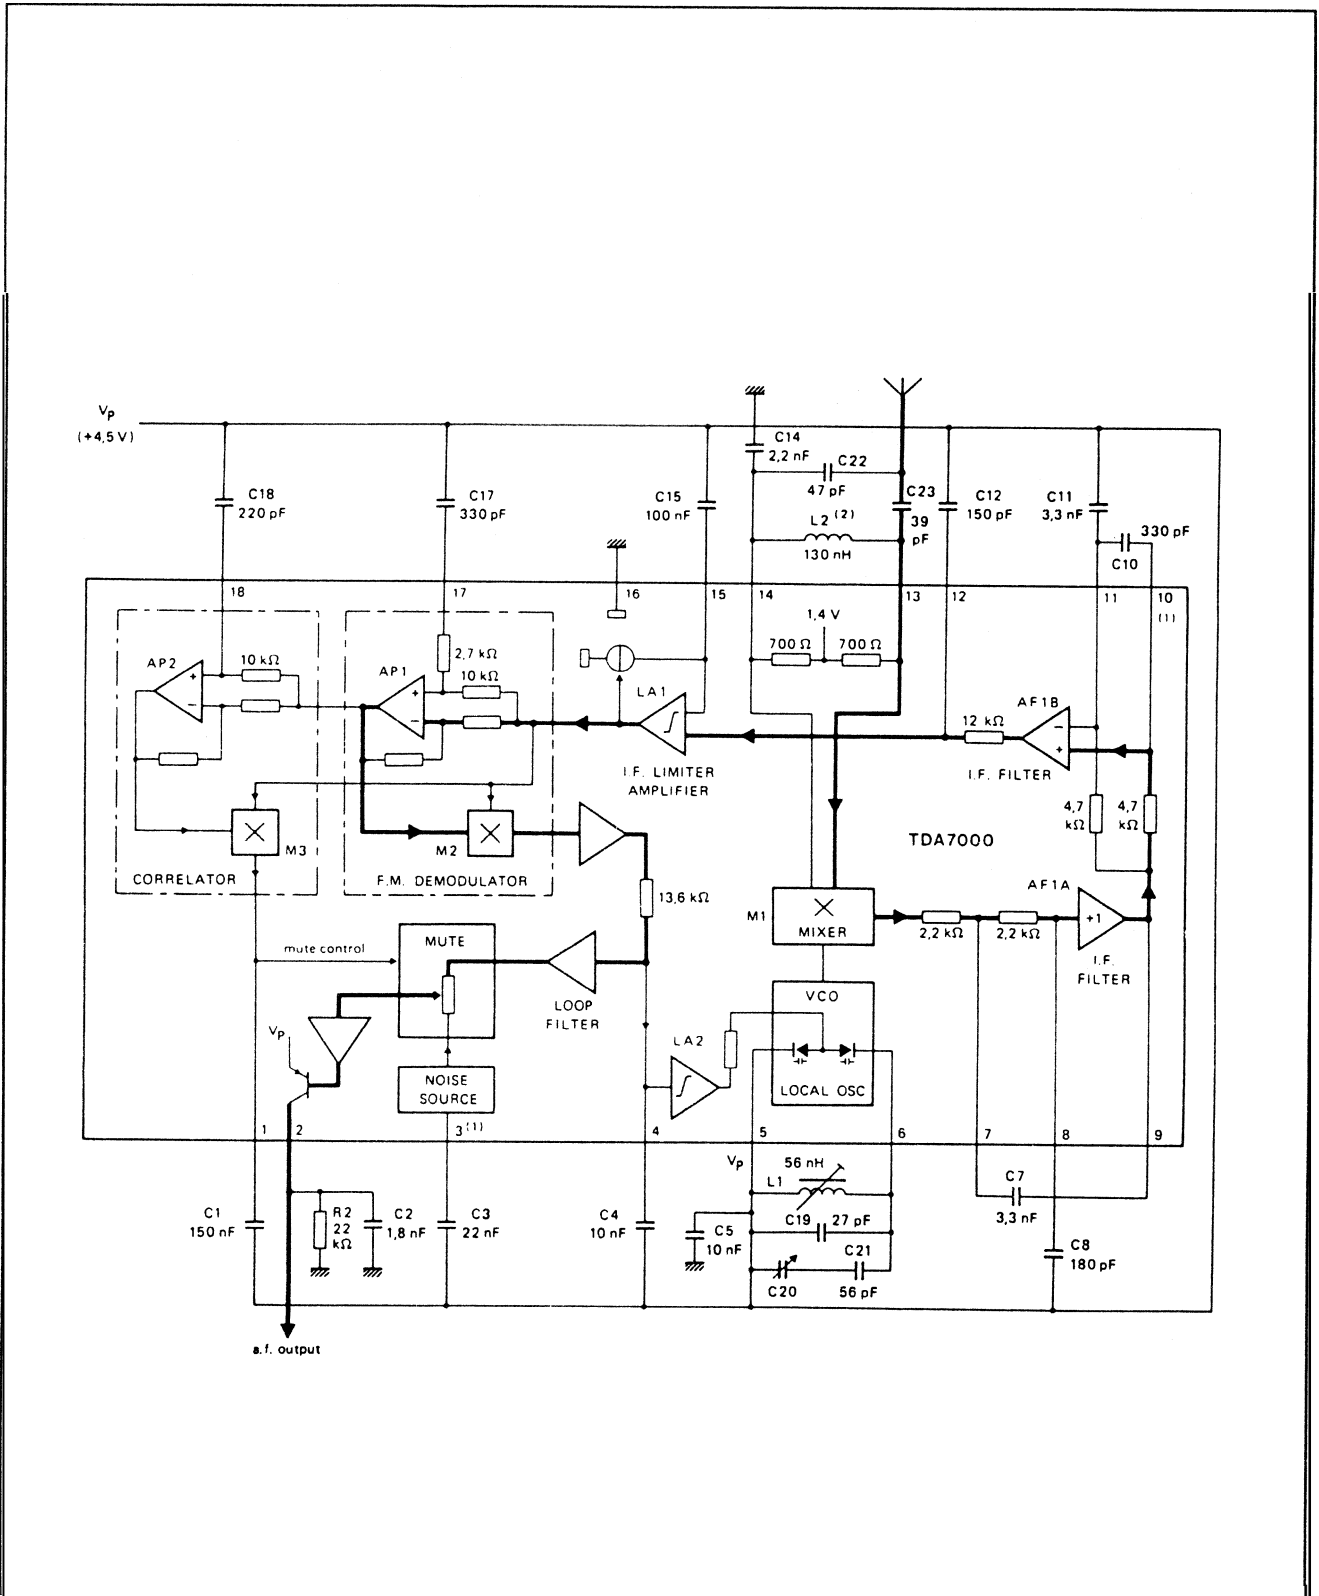 Vp
(+4,5 V)
C18
220 pF
C17
330 pF
C15
100 nF
C14
2,2 nF
C22
47 pF
L2 (2)
130 nH
C23
39
pF
C12
150 pF
C11
3,3 nF
330 pF
C10
18
17
16
15
14
13
12
11
10
(1)
AP2
10 kΩ
+
−
2,7 kΩ
AP1
10 kΩ
+
−
LA1
1,4 V
700 Ω
700 Ω
AF1B
12 kΩ
−
+
I.F. LIMITER
AMPLIFIER
I.F. FILTER
4,7
kΩ
4,7
kΩ
TDA7000
M3
CORRELATOR
M2
F.M. DEMODULATOR
13,6 kΩ
M1
MIXER
2,2 kΩ
2,2 kΩ
AF1A
+1
I.F.
FILTER
mute control
MUTE
LOOP
FILTER
VCO
LOCAL OSC
LA2
Vp
NOISE
SOURCE
1
2
3 (1)
4
5
6
7
8
9
Vp
56 nH
L1
C1
150 nF
R2
22
kΩ
C2
1,8 nF
C3
22 nF
C4
10 nF
C5
10 nF
C19
27 pF
C20
C21
56 pF
C7
3,3 nF
C8
180 pF
a.f. output